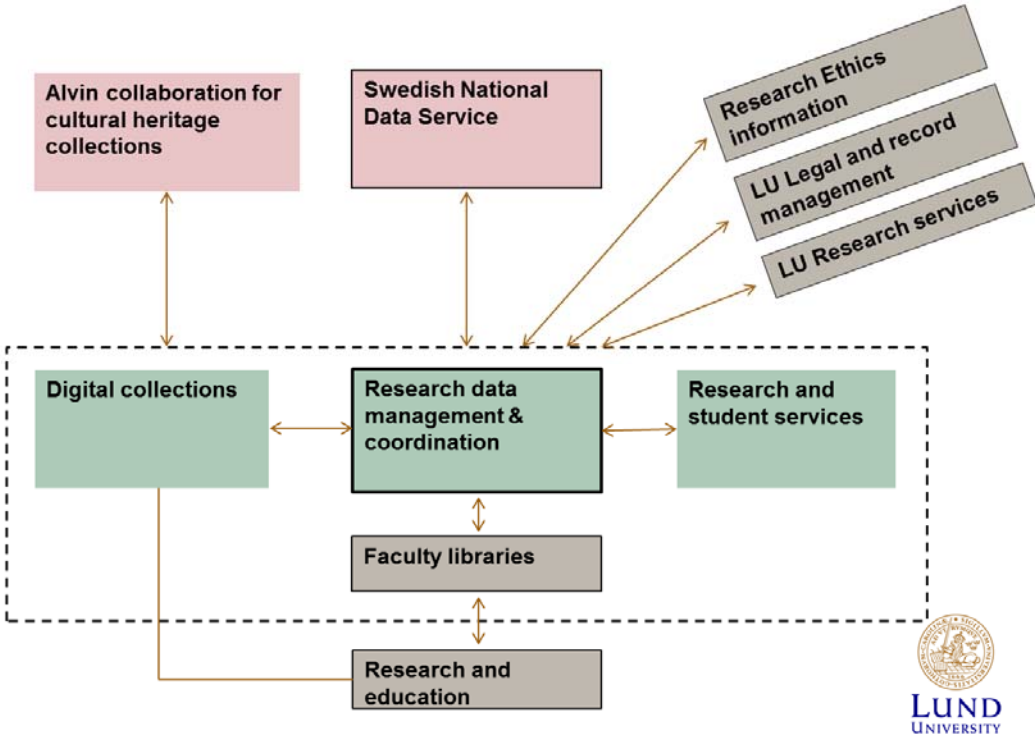 Alvin collaboration for
cultural heritage
collections
Swedish National
Data Service
Research Ethics
information
LU Legal and record
management
LU Research services
Digital collections
Research data
management &
coordination
Research and
student services
Faculty libraries
Research and
education
LUND
UNIVERSITY